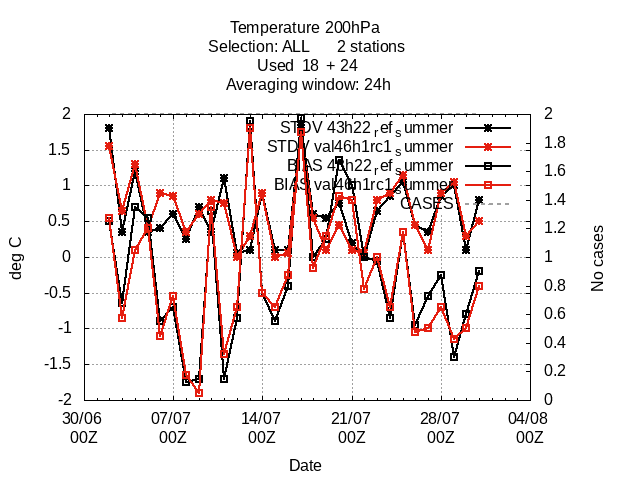 Temperature 200hPa
Selection: ALL 2 stations
Used 18 + 24
Averaging window: 24h
STDV 43h22_ref_summer
STDV val46h1rc1_summer
BIAS 43h22_ref_summer
BIAS val46h1rc1_summer
CASES
deg C
2
1.5
1
0.5
0
-0.5
-1
-1.5
-2
No cases
2
1.8
1.6
1.4
1.2
1
0.8
0.6
0.4
0.2
0
30/06 07/07 14/07 21/07 28/07 04/08
00Z 00Z 00Z 00Z 00Z 00Z
Date